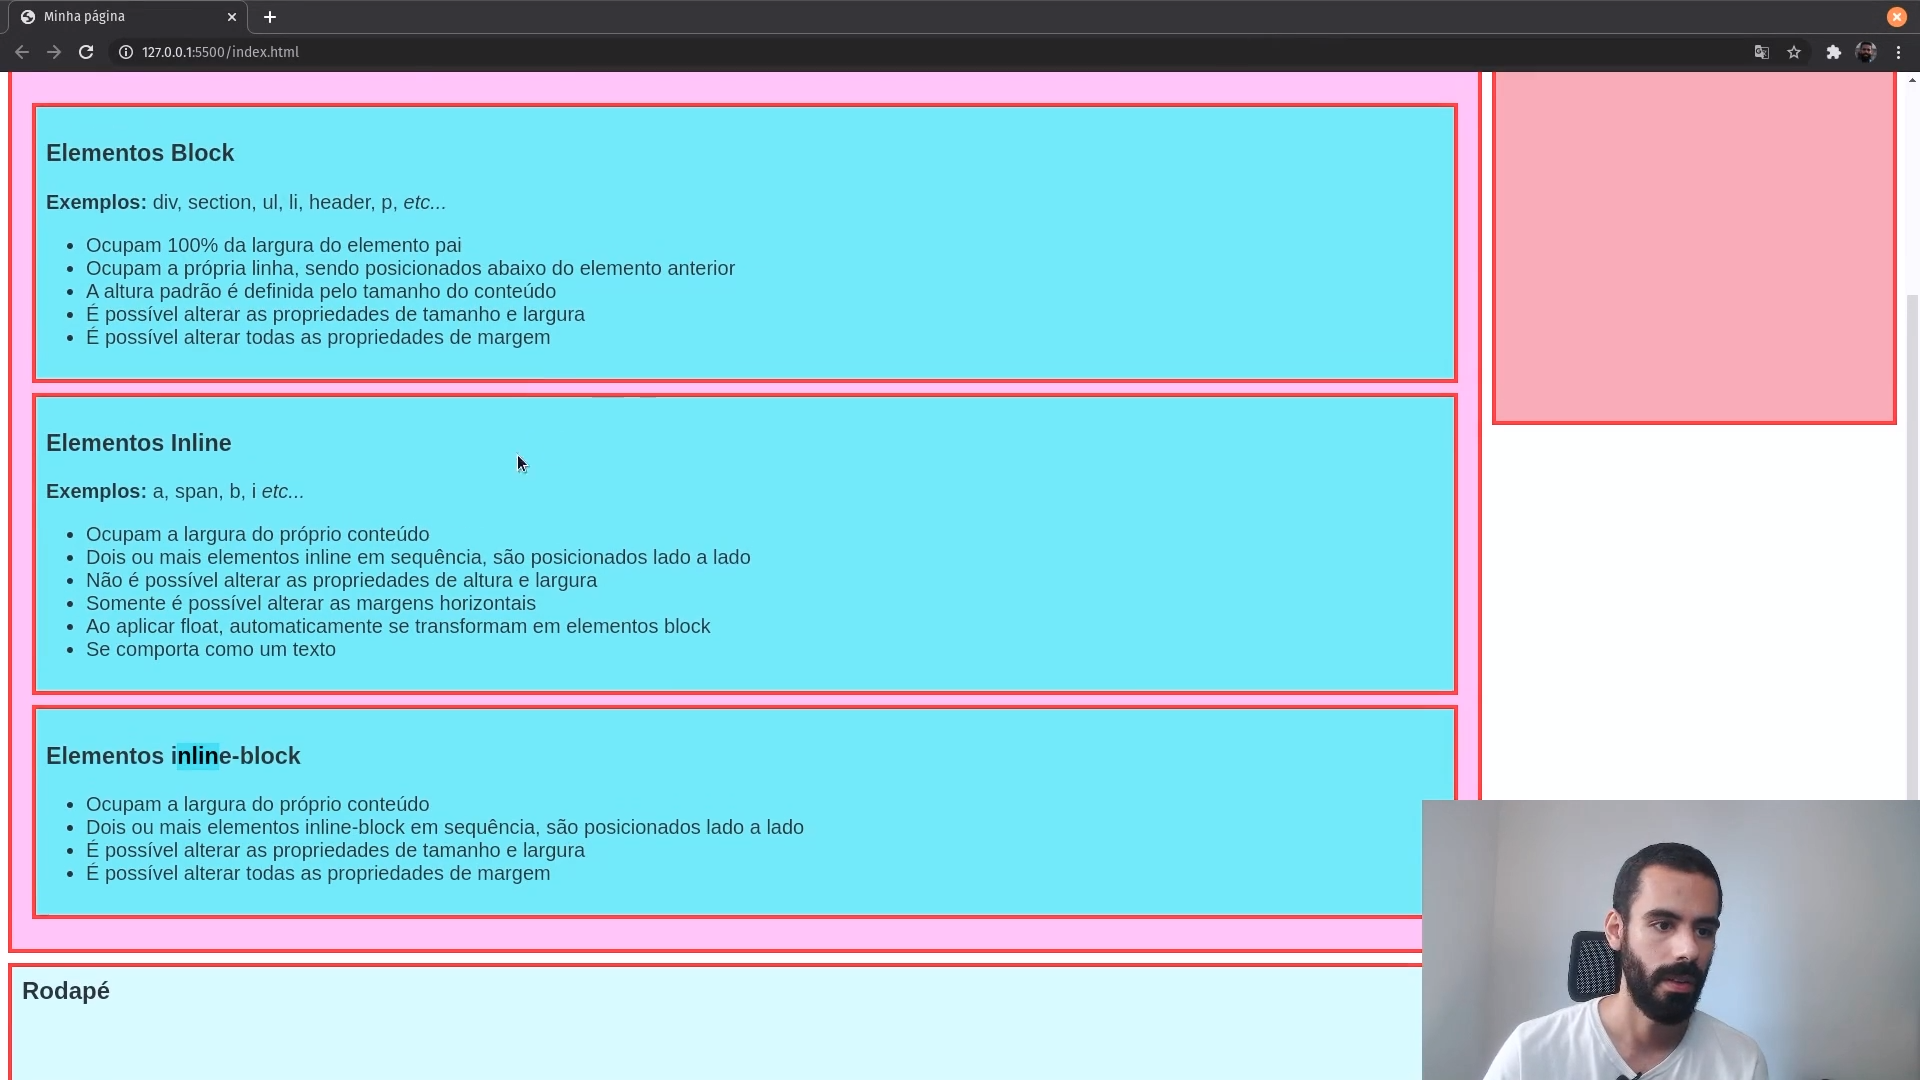 Minha página
127.0.0.1:5500/index.html
Elementos Block
Exemplos: div, section, ul, li, header, p, etc...
Ocupam 100% da largura do elemento pai
Ocupam a própria linha, sendo posicionados abaixo do elemento anterior
A altura padrão é definida pelo tamanho do conteúdo
É possível alterar as propriedades de tamanho e largura
É possível alterar todas as propriedades de margem
Elementos Inline
Exemplos: a, span, b, i etc...
Ocupam a largura do próprio conteúdo
Dois ou mais elementos inline em sequência, são posicionados lado a lado
Não é possível alterar as propriedades de altura e largura
Somente é possível alterar as margens horizontais
Ao aplicar float, automaticamente se transformam em elementos block
Se comporta como um texto
Elementos inline-block
Ocupam a largura do próprio conteúdo
Dois ou mais elementos inline-block em sequência, são posicionados lado a lado
É possível alterar as propriedades de tamanho e largura
É possível alterar todas as propriedades de margem
Rodapé